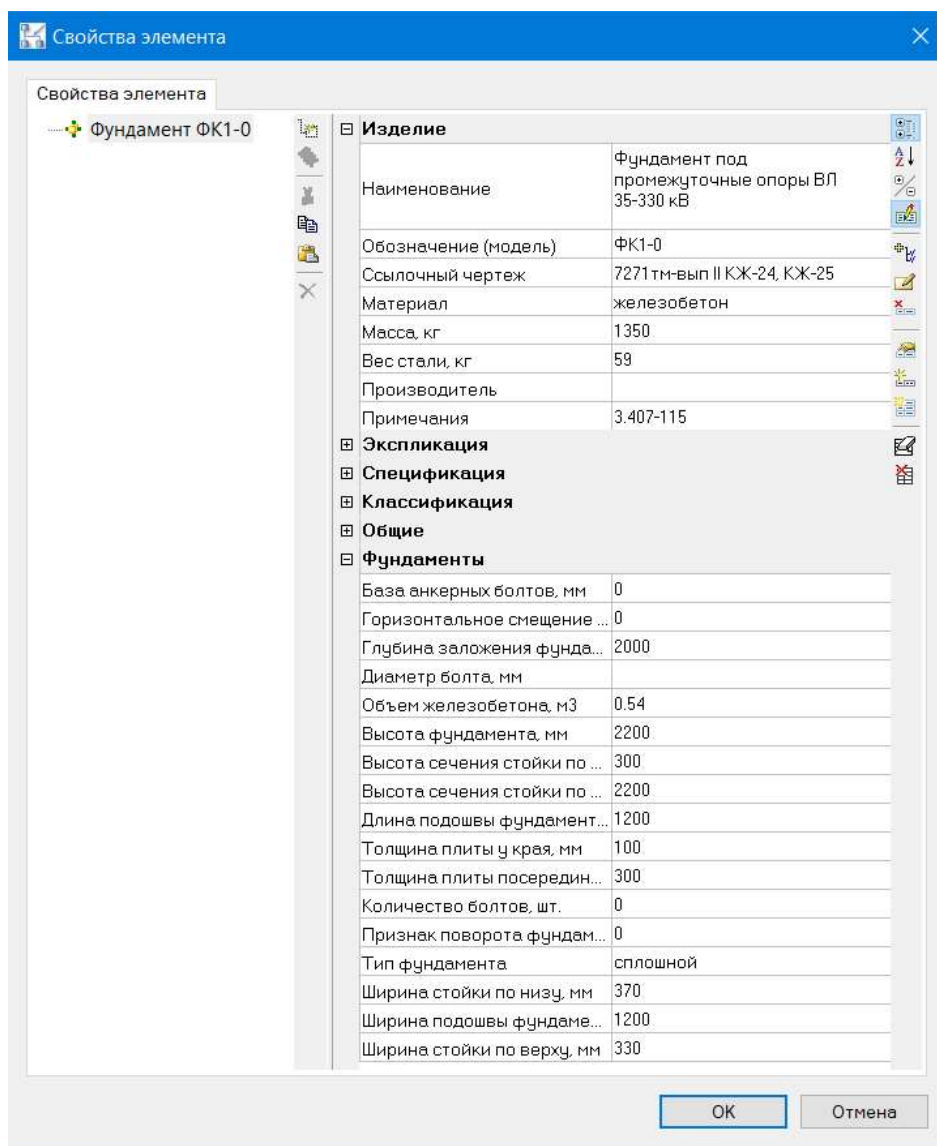 Свойства элемента
Свойства элемента
Фундамент ФК1-0
Изделие
Наименование
Фундамент под
промежуточные опоры ВЛ
35-330 кВ
Обозначение (модель) ФК1-0
Ссылочный чертеж 7271тм-вып II КЖ-24, КЖ-25
Материал железобетон
Масса, кг 1350
Вес стали, кг 59
Производитель
Примечания 3.407-115
Экспликация
Спецификация
Классификация
Общие
Фундаменты
База анкерных болтов, мм 0
Горизонтальное смещение ... 0
Глубина заложения фунда... 2000
Диаметр болта, мм
Объем железобетона, м3 0.54
Высота фундамента, мм 2200
Высота сечения стойки по ... 300
Высота сечения стойки по ... 2200
Длина подошвы фундамент... 1200
Толщина плиты у края, мм 100
Толщина плиты посередин... 300
Количество болтов, шт. 0
Признак поворота фундам... 0
Тип фундамента сплошной
Ширина стойки по низу, мм 370
Ширина подошвы фундаме... 1200
Ширина стойки по верху, мм 330
OK Отмена